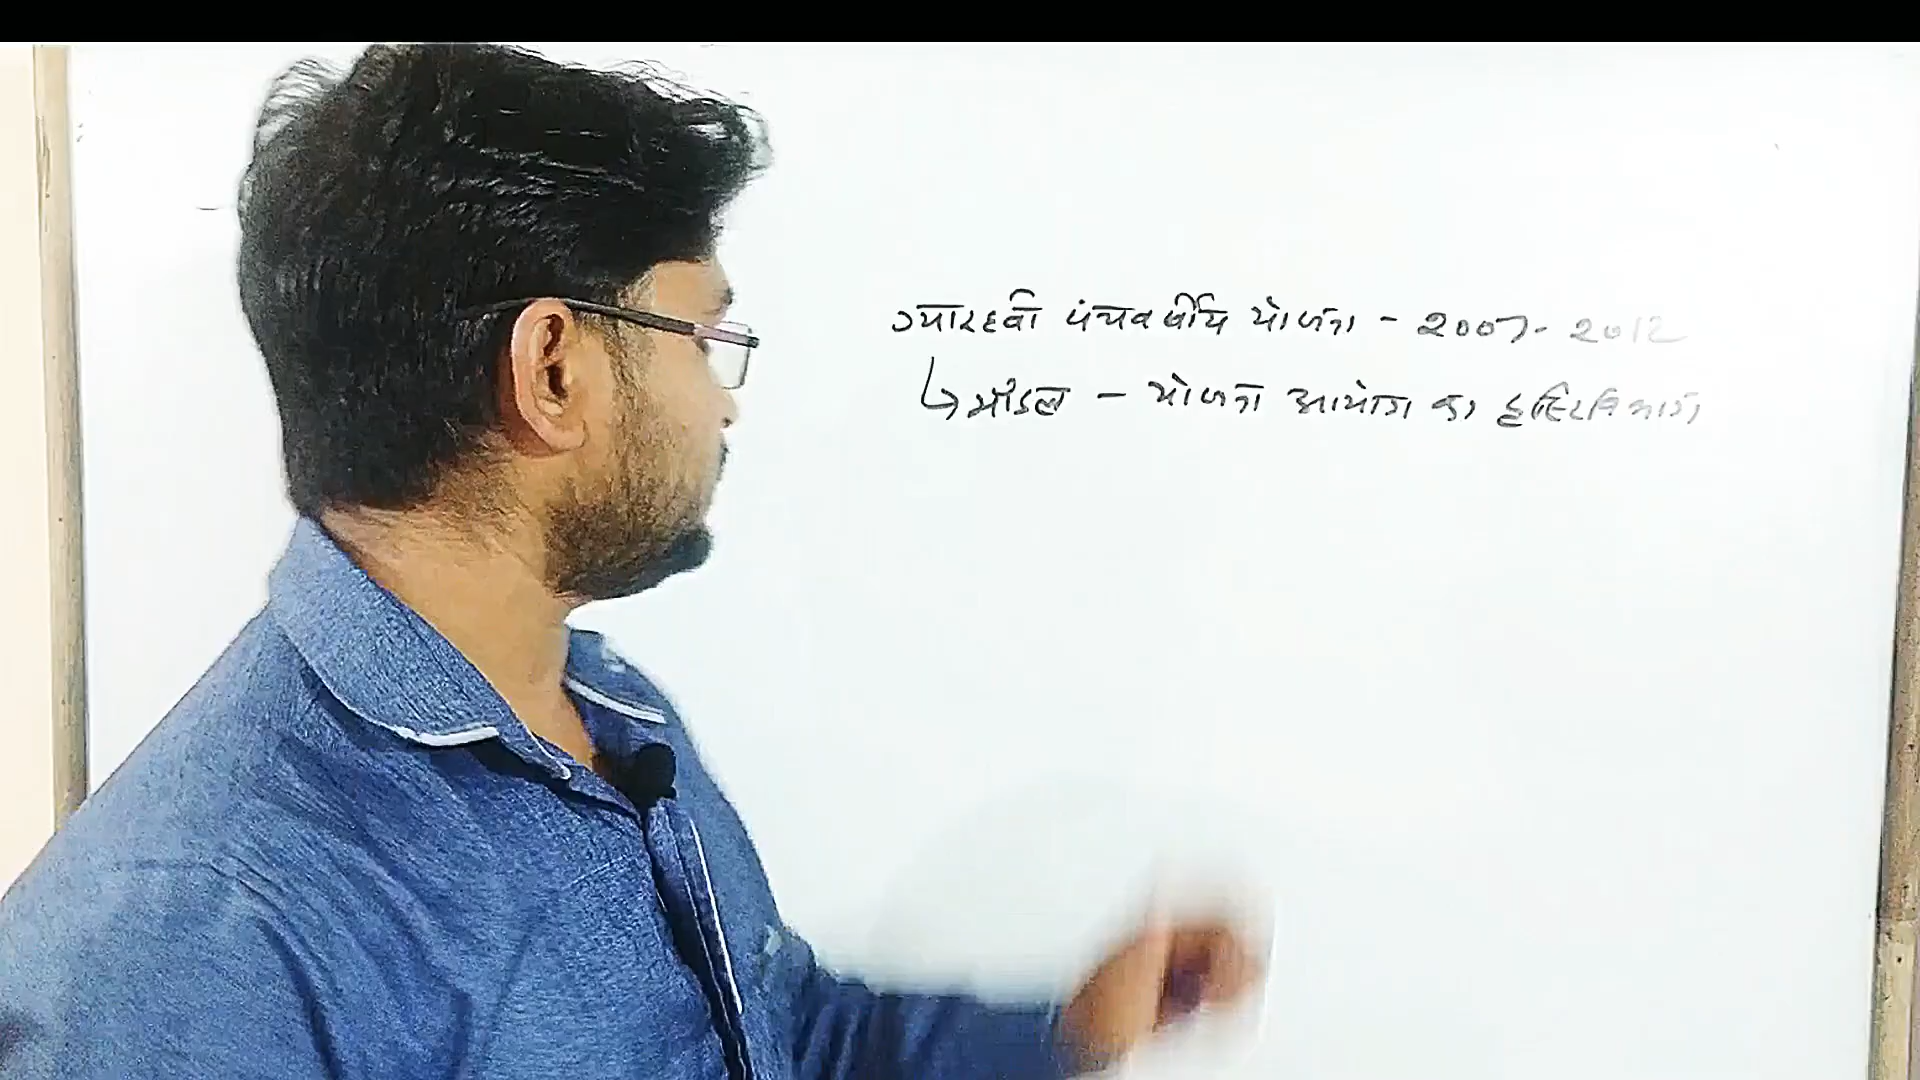 ग्यारहवी पंचवर्षीय योजना - 2007-2012
↳ मॉडल - योजना आयोग का दृष्टि